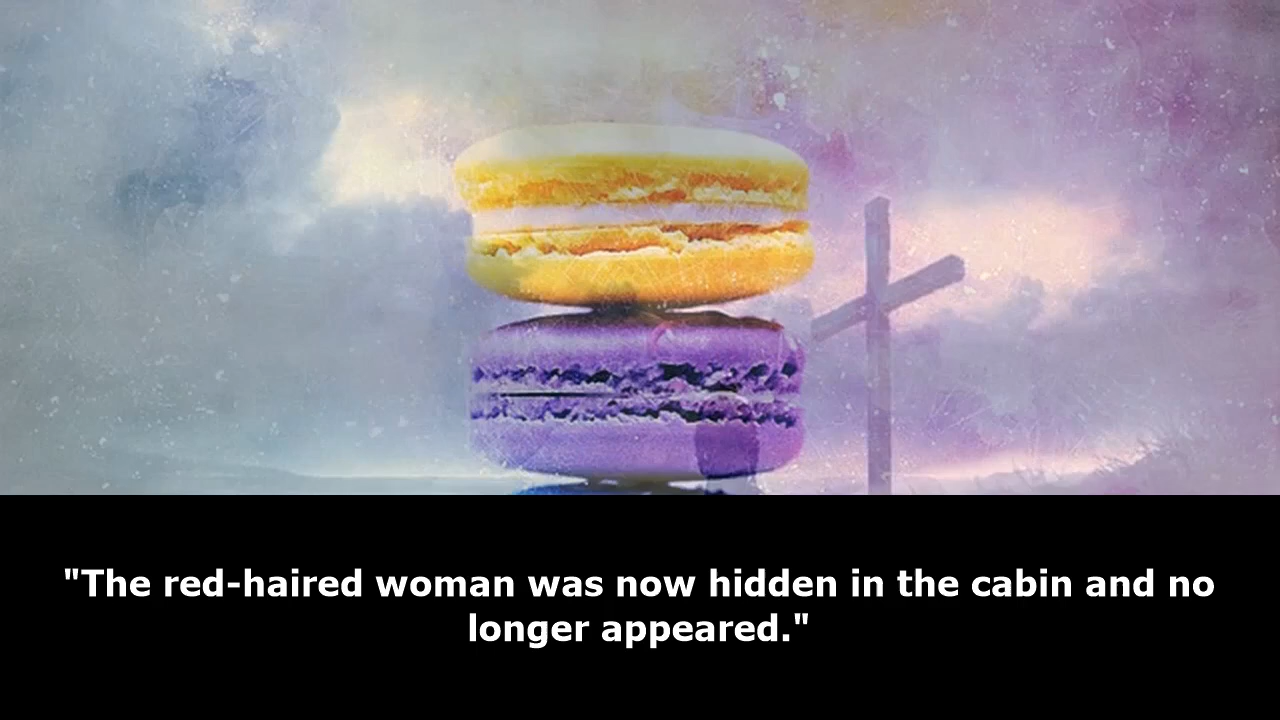 "The red-haired woman was now hidden in the cabin and no
longer appeared."